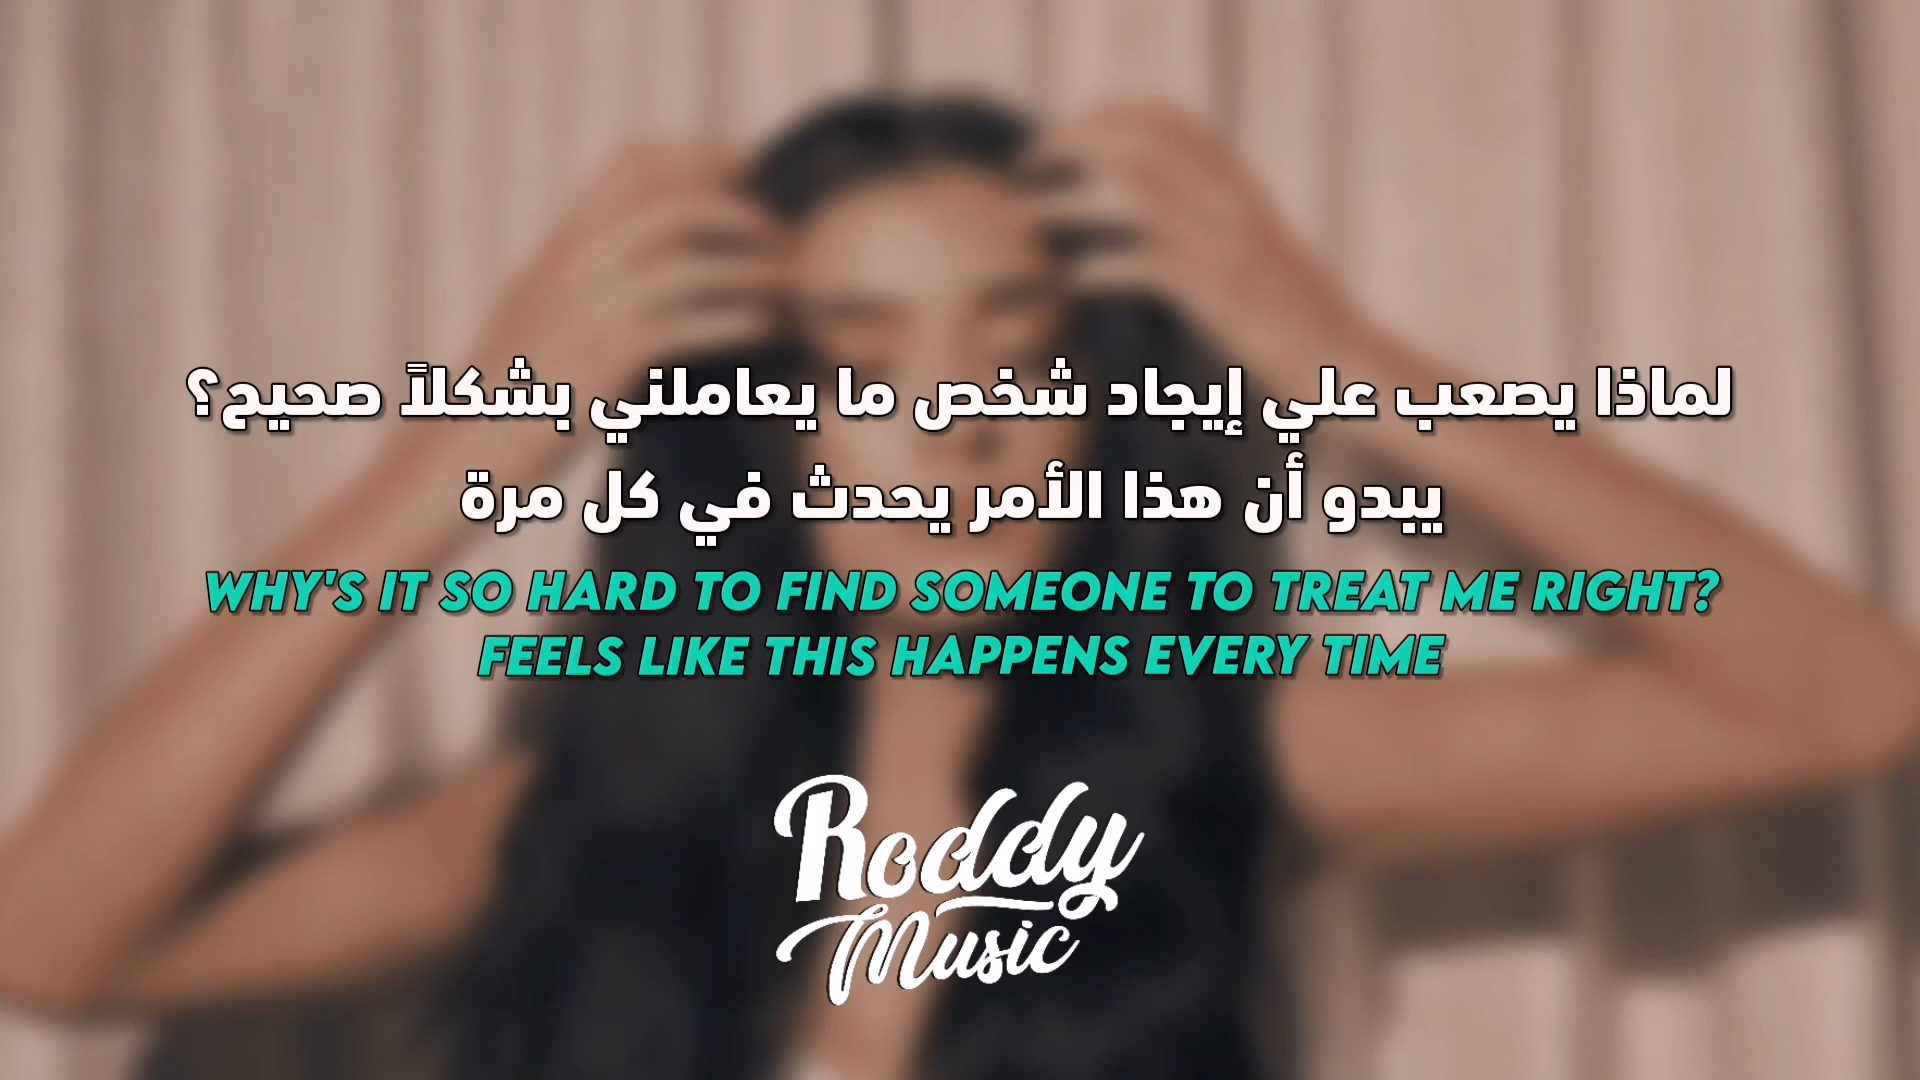 لماذا يصعب علي إيجاد شخص ما يعاملني بشكلاً صحيح؟
يبدو أن هذا الأمر يحدث في كل مرة
WHY'S IT SO HARD TO FIND SOMEONE TO TREAT ME RIGHT?
FEELS LIKE THIS HAPPENS EVERY TIME
Roddy
Music